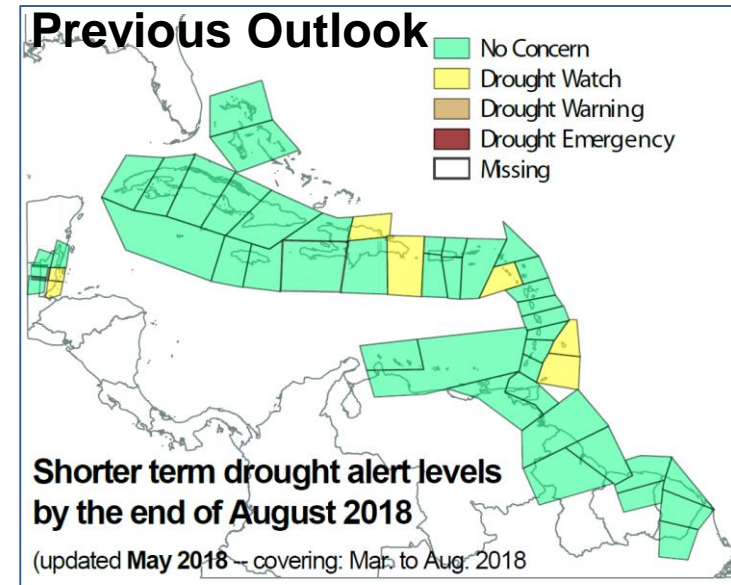 Previous Outlook
No Concern
Drought Watch
Drought Warning
Drought Emergency
Missing
Shorter term drought alert levels
by the end of August 2018
(updated May 2018 -- covering: Mar. to Aug. 2018